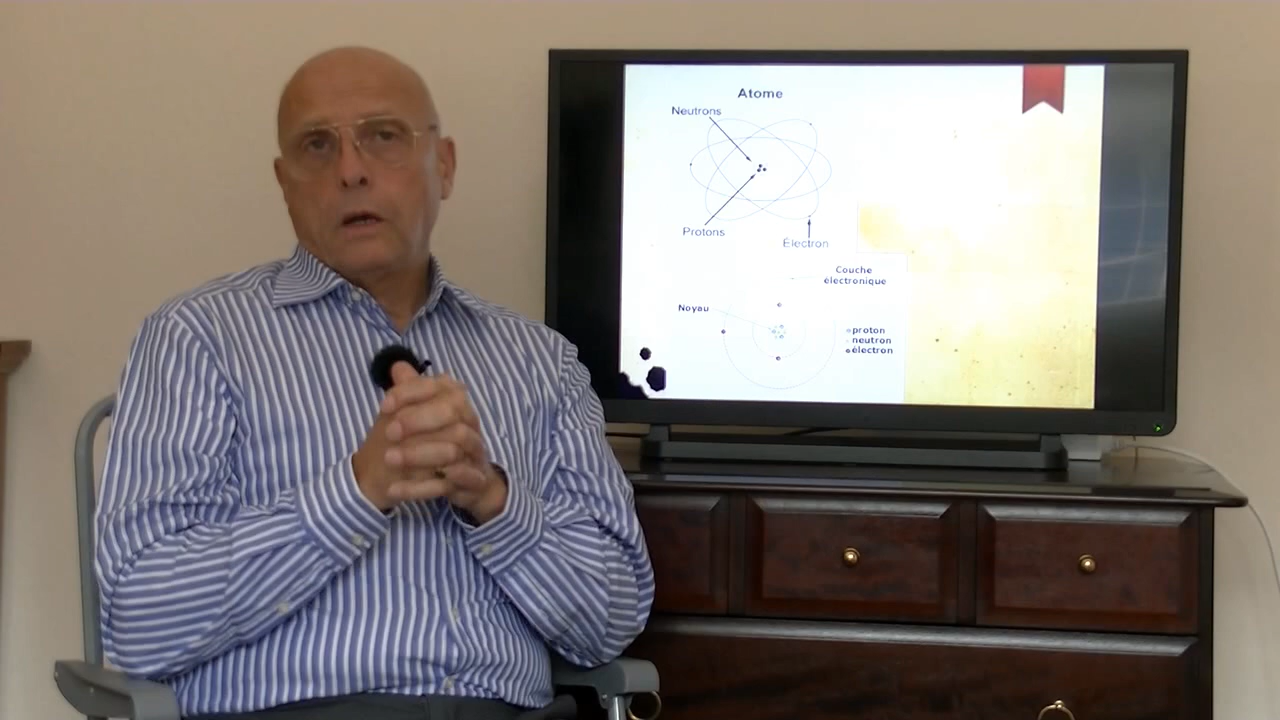 Atome
Neutrons
Protons
Électron
Couche
électronique
Noyau
proton
neutron
électron